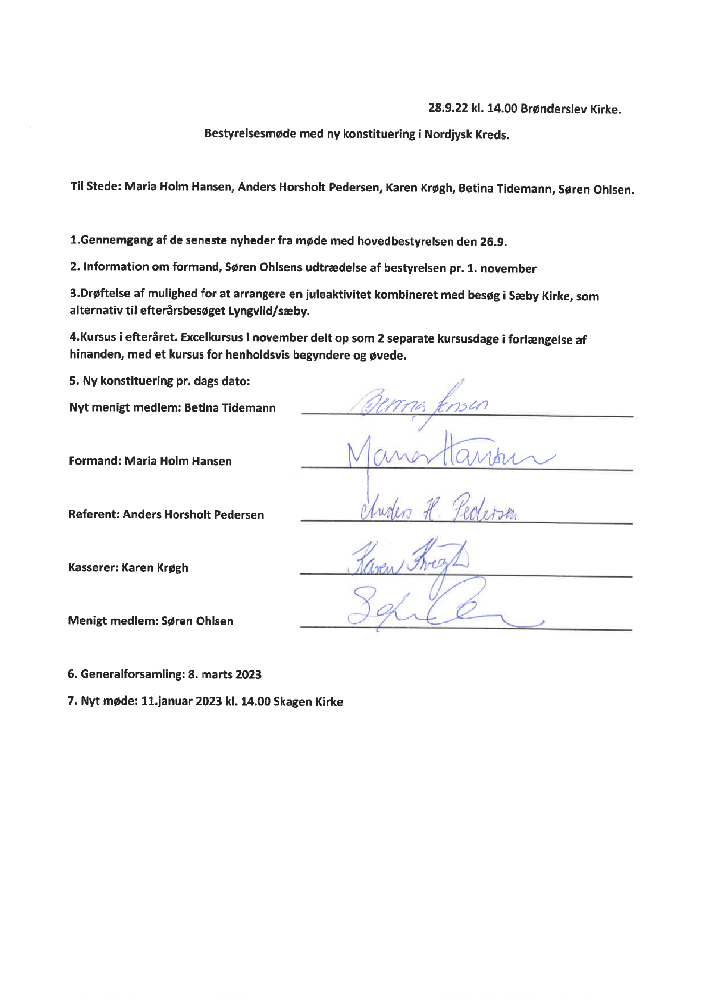 28.9.22 kl. 14.00 Brønderslev Kirke.
Bestyrelsesmøde med ny konstituering i Nordjysk Kreds.
Til Stede: Maria Holm Hansen, Anders Horsholt Pedersen, Karen Krøgh, Betina Tidemann, Søren Ohlsen.
1.Gennemgang af de seneste nyheder fra møde med hovedbestyrelsen den 26.9.
2. Information om formand, Søren Ohlsens udtrædelse af bestyrelsen pr. 1. november
3.Drøftelse af mulighed for at arrangere en juleaktivitet kombineret med besøg i Sæby Kirke, som
alternativ til efterårsbesøget Lyngvild/sæby.
4.Kursus i efteråret. Excelkursus i november delt op som 2 separate kursusdage i forlængelse af
hinanden, med et kursus for henholdsvis begyndere og øvede.
5. Ny konstituering pr. dags dato:
Nyt menigt medlem: Betina Tidemann Jensen
Formand: Maria Holm Hansen Maria Hansen
Referent: Anders Horsholt Pedersen Anders H. Pedersen
Kasserer: Karen Krøgh Karen Krøgh
Menigt medlem: Søren Ohlsen
6. Generalforsamling: 8. marts 2023
7. Nyt møde: 11.januar 2023 kl. 14.00 Skagen Kirke